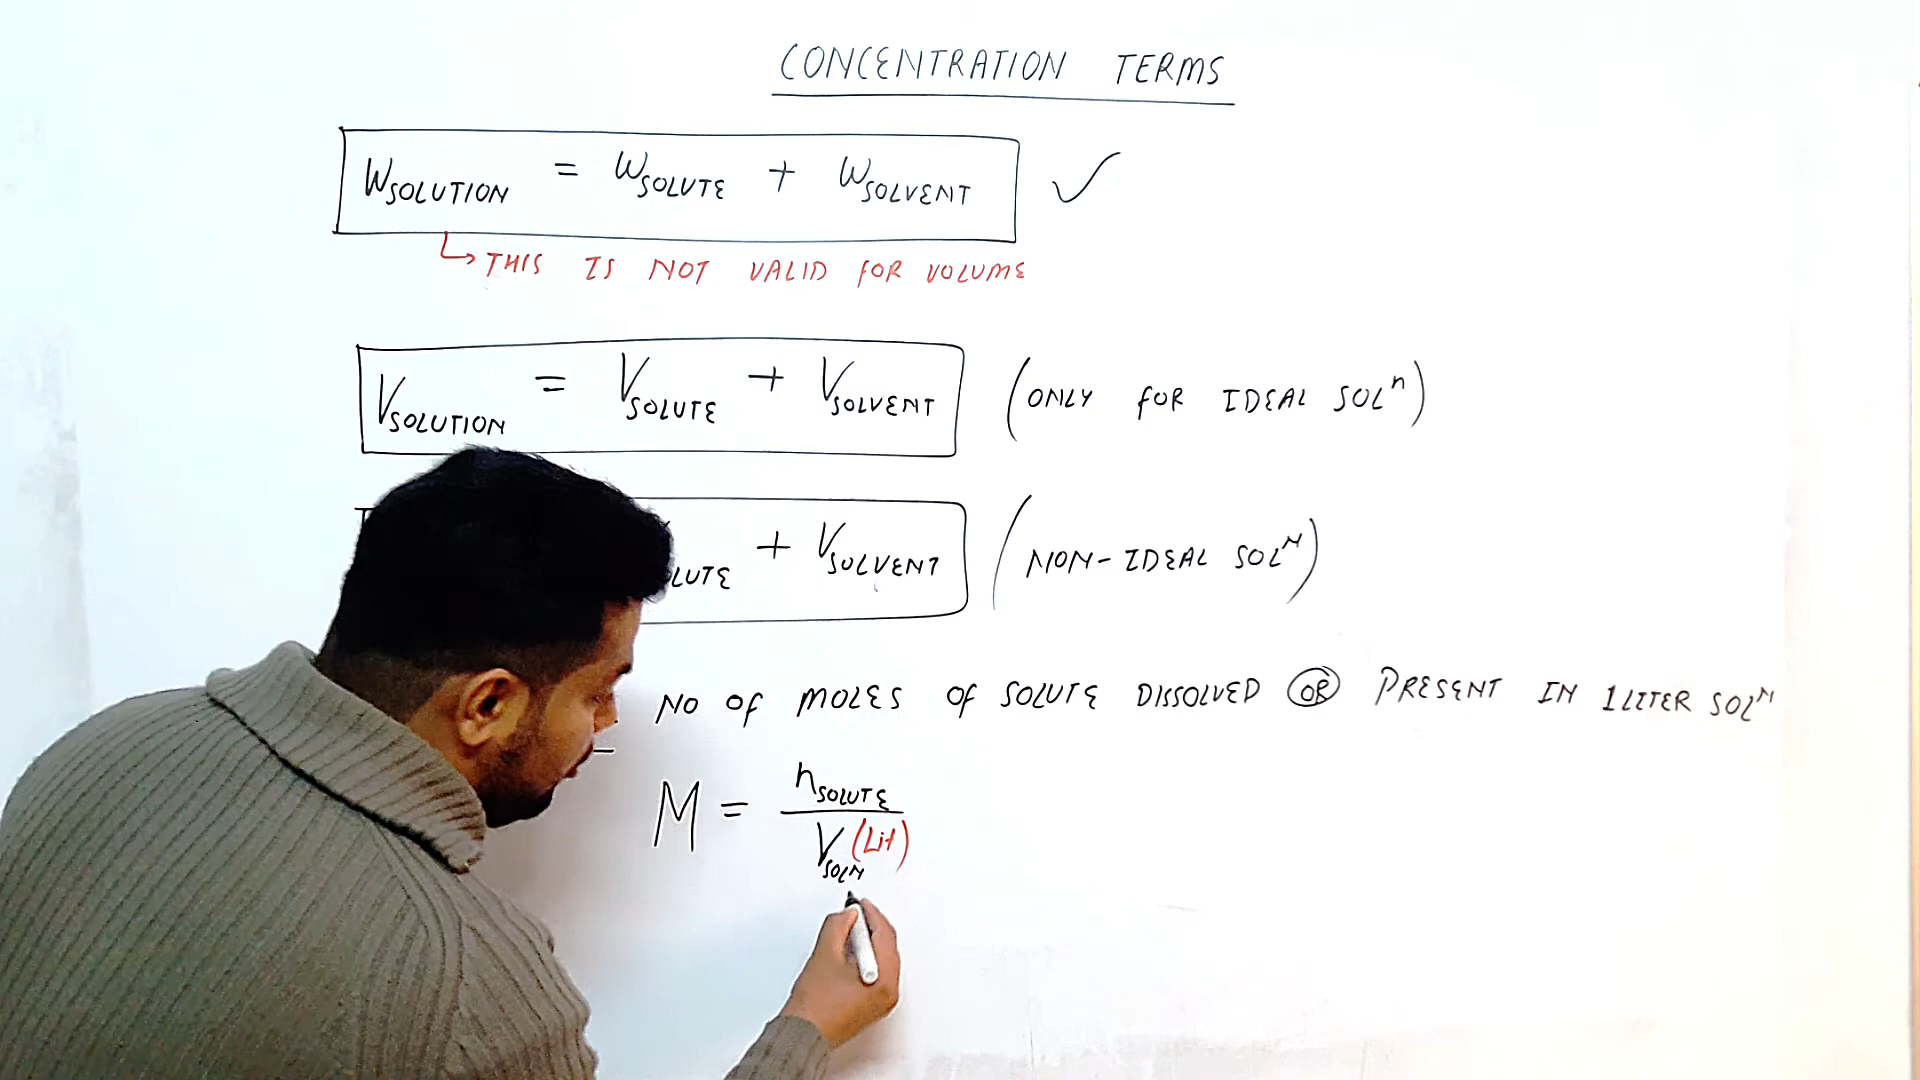 CONCENTRATION TERMS
WSOLUTION = WSOLUTE + WSOLVENT ✓
↳ THIS IS NOT VALID FOR VOLUME
VSOLUTION = VSOLUTE + VSOLVENT (ONLY FOR IDEAL SOLⁿ)
LUTE + VSOLVENT (NON-IDEAL SOLᴺ)
NO OF MOLES OF SOLUTE DISSOLVED OR PRESENT IN 1 LITER SOLᴺ
M = nSOLUTE
VSOLN (Lit)